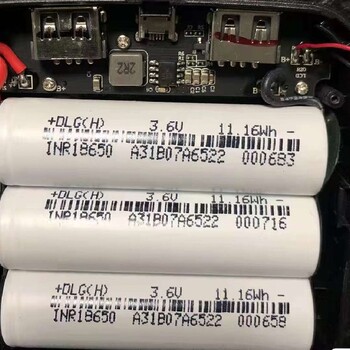 2R2
B+
B-
+DLG(H) 3.6V 11.16Wh -
INR18650 A31B07A6522 000683
+DLG(H) 3.6V 11.16Wh -
INR18650 A31B07A6522 000716
+DLG(H) 3.6V 11.16Wh -
INR18650 A31B07A6522 000658